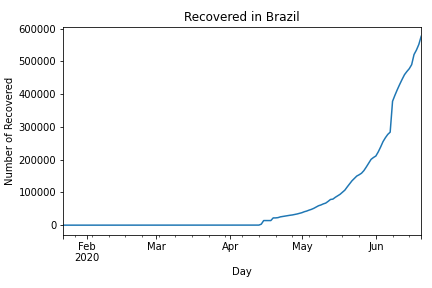 Recovered in Brazil
Number of Recovered
600000
500000
400000
300000
200000
100000
0
Feb Mar Apr May Jun
2020
Day